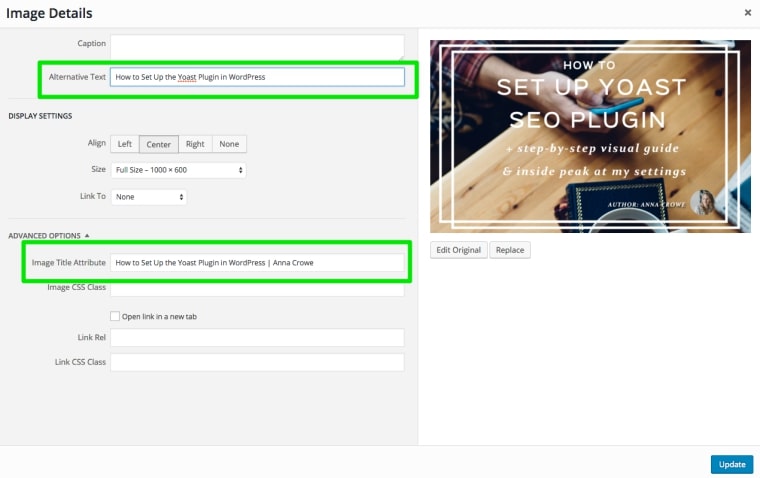 Image Details
×
Caption
Alternative Text How to Set Up the Yoast Plugin in WordPress
DISPLAY SETTINGS
Align Left Center Right None
Size Full Size – 1000 × 600
Link To None
ADVANCED OPTIONS
Image Title Attribute How to Set Up the Yoast Plugin in WordPress | Anna Crowe
Image CSS Class
Open link in a new tab
Link Rel
Link CSS Class
HOW TO
SET UP YOAST
SEO PLUGIN
+ step-by-step visual guide
& inside peak at my settings
AUTHOR: ANNA CROWE
Edit Original Replace
Update